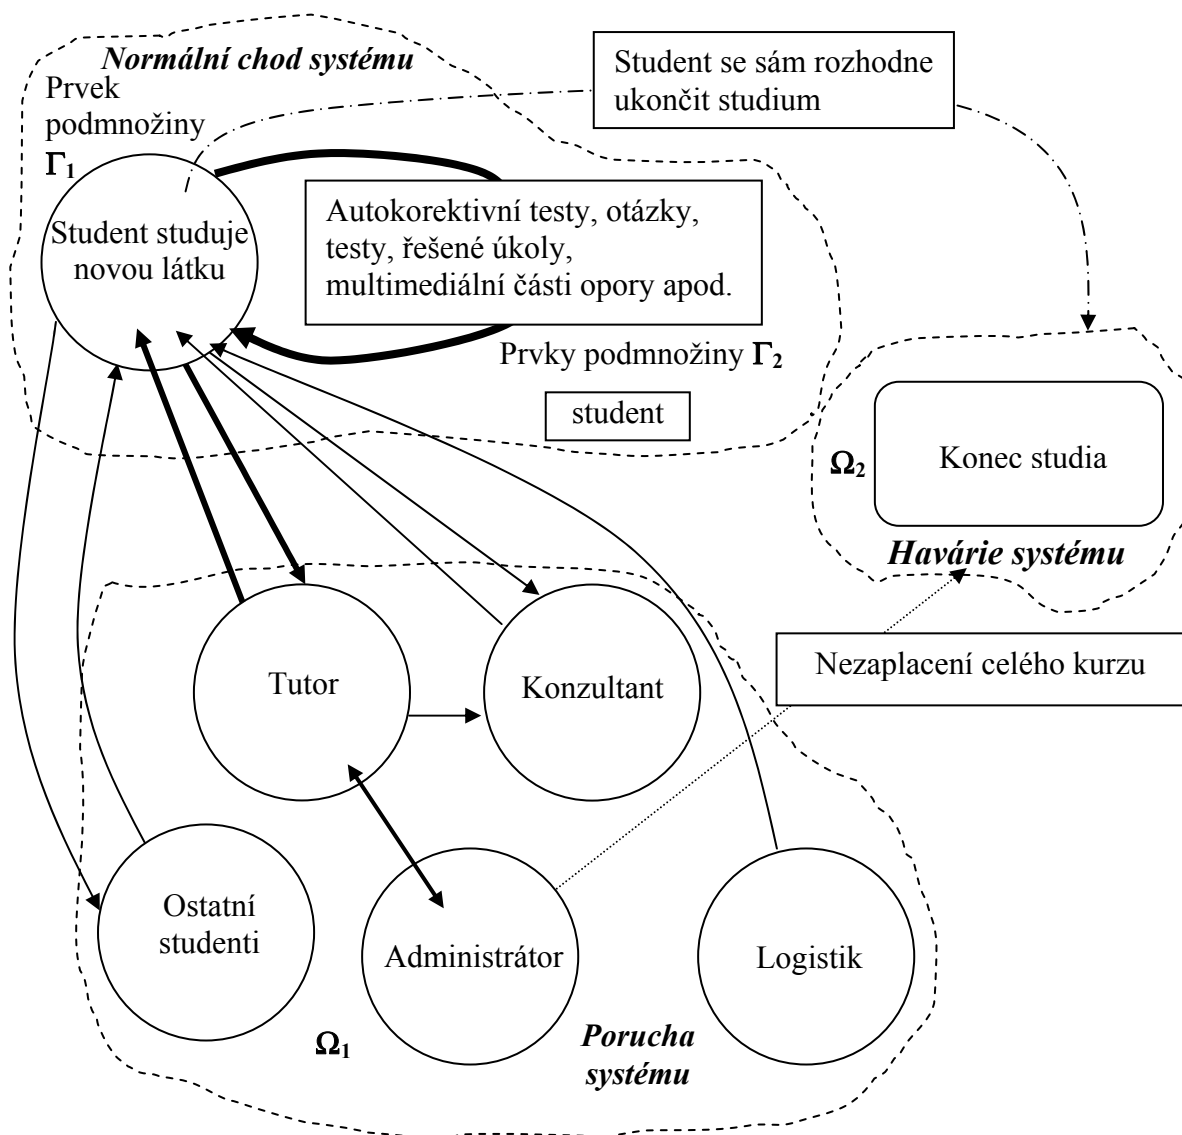 Normální chod systému
Prvek
podmnožiny
Γ1
Student se sám rozhodne
ukončit studium
Student studuje
novou látku
Autokorektivní testy, otázky,
testy, řešené úkoly,
multimediální části opory apod.
Prvky podmnožiny Γ2
student
Ω2
Konec studia
Havárie systému
Nezaplacení celého kurzu
Tutor
Konzultant
Ostatní
studenti
Administrátor
Logistik
Ω1
Porucha
systému